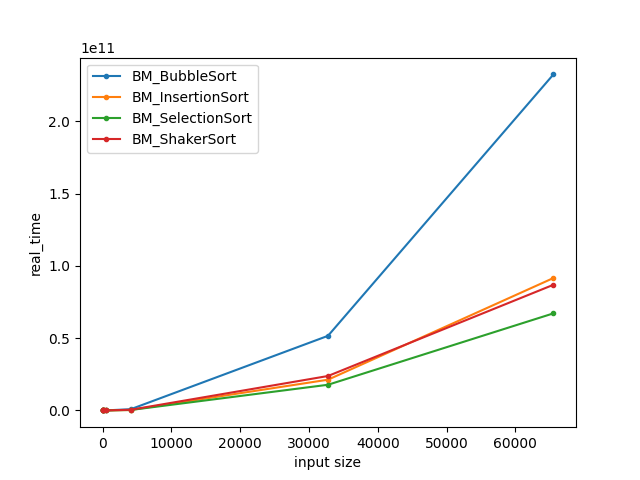 1e11
BM_BubbleSort
BM_InsertionSort
BM_SelectionSort
BM_ShakerSort
2.0
1.5
1.0
0.5
0.0
real_time
0 10000 20000 30000 40000 50000 60000
input size